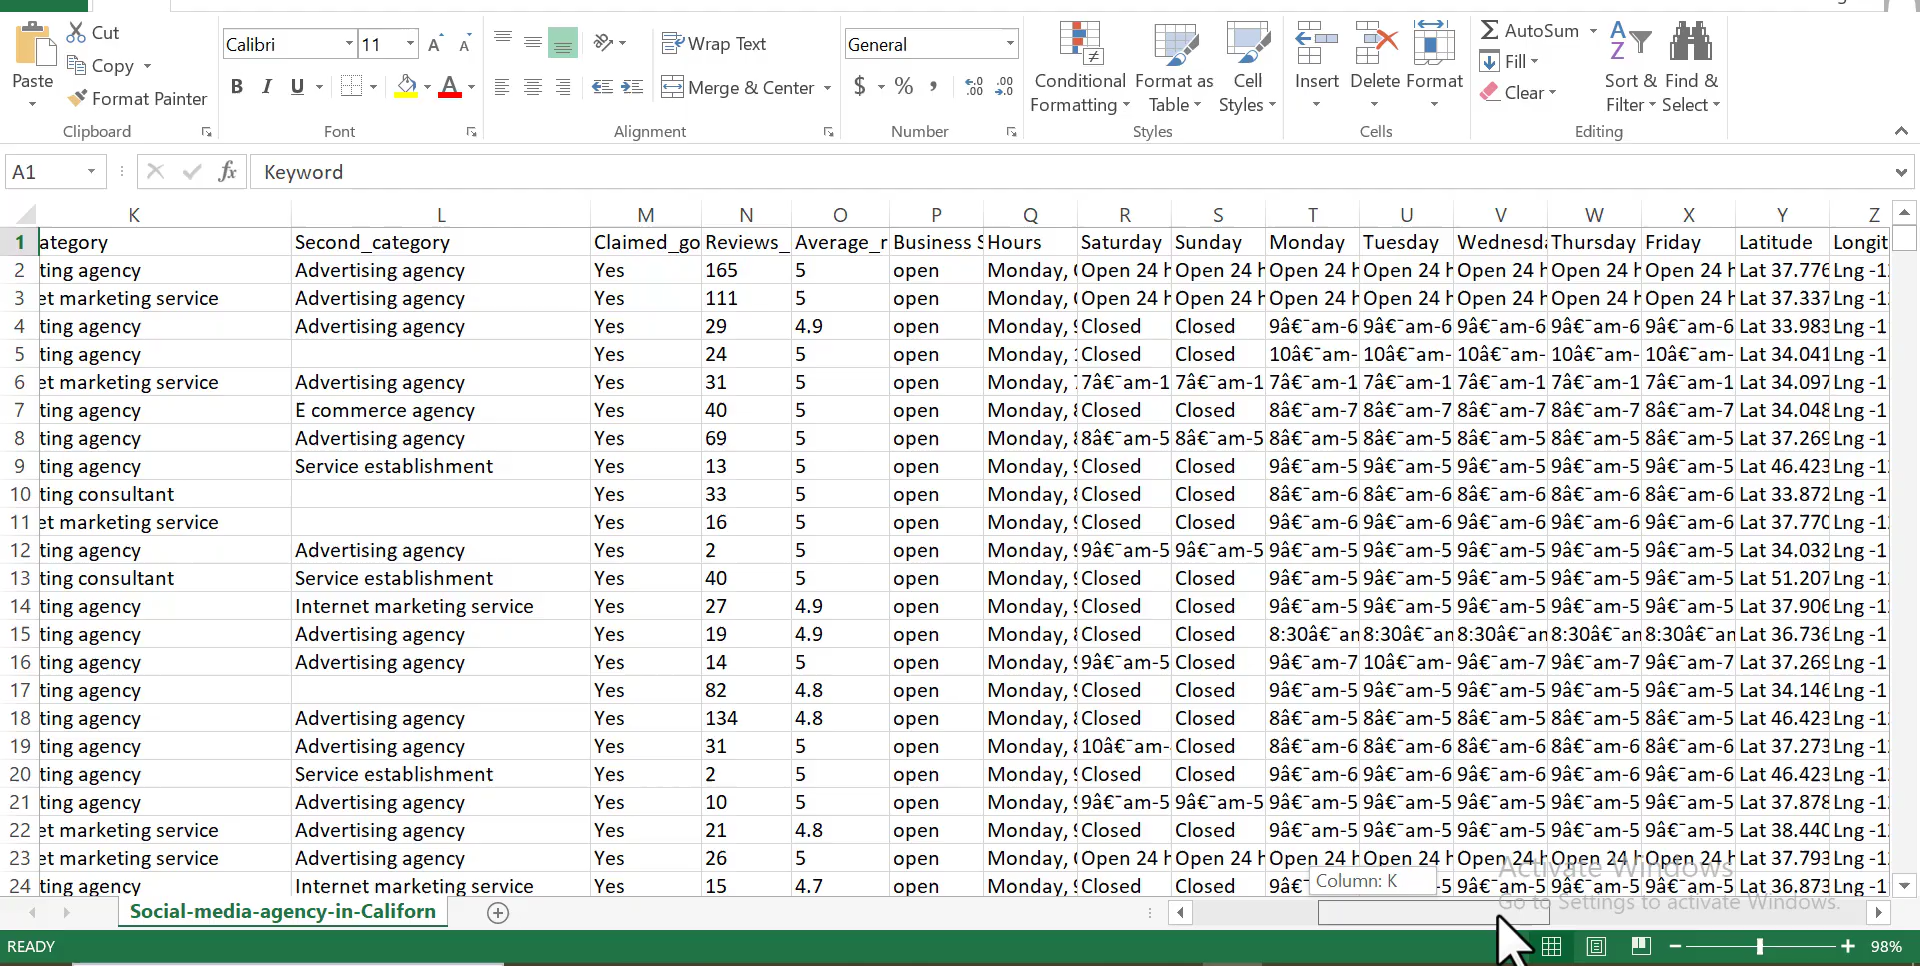 Cut
Copy
Format Painter
Paste
Clipboard
Calibri 11
B I U
Font
Wrap Text
Merge & Center
Alignment
General
$ % ,
Number
Conditional Formatting
Format as Table
Cell Styles
Styles
Insert Delete Format
Cells
AutoSum
Fill
Clear
Sort & Filter
Find & Select
Editing
A1 fx Keyword
K L M N O P Q R S T U V W X Y Z
1 ategory Second_category Claimed_go Reviews_ Average_r Business S Hours Saturday Sunday Monday Tuesday Wednesda Thursday Friday Latitude Longit
2 ting agency Advertising agency Yes 165 5 open Monday, Open 24 h Open 24 h Open 24 h Open 24 h Open 24 h Open 24 h Open 24 h Lat 37.776 Lng -1
3 et marketing service Advertising agency Yes 111 5 open Monday, Open 24 h Open 24 h Open 24 h Open 24 h Open 24 h Open 24 h Open 24 h Lat 37.337 Lng -1
4 ting agency Advertising agency Yes 29 4.9 open Monday, 9 Closed Closed 9â€¯am-6 9â€¯am-6 9â€¯am-6 9â€¯am-6 9â€¯am-6 Lat 33.983 Lng -1
5 ting agency Yes 24 5 open Monday, Closed Closed 10â€¯am- 10â€¯am- 10â€¯am- 10â€¯am- 10â€¯am- Lat 34.041 Lng -1
6 et marketing service Advertising agency Yes 31 5 open Monday, 7â€¯am-1 7â€¯am-1 7â€¯am-1 7â€¯am-1 7â€¯am-1 7â€¯am-1 7â€¯am-1 Lat 34.097 Lng -1
7 ting agency E commerce agency Yes 40 5 open Monday, Closed Closed 8â€¯am-7 8â€¯am-7 8â€¯am-7 8â€¯am-7 8â€¯am-7 Lat 34.048 Lng -1
8 ting agency Advertising agency Yes 69 5 open Monday, 8â€¯am-5 8â€¯am-5 8â€¯am-5 8â€¯am-5 8â€¯am-5 8â€¯am-5 8â€¯am-5 Lat 37.269 Lng -1
9 ting agency Service establishment Yes 13 5 open Monday, 9 Closed Closed 9â€¯am-5 9â€¯am-5 9â€¯am-5 9â€¯am-5 9â€¯am-5 Lat 46.423 Lng -1
10 ting consultant Yes 33 5 open Monday, Closed Closed 8â€¯am-6 8â€¯am-6 8â€¯am-6 8â€¯am-6 8â€¯am-6 Lat 33.872 Lng -1
11 et marketing service Yes 16 5 open Monday, 9 Closed Closed 9â€¯am-6 9â€¯am-6 9â€¯am-6 9â€¯am-6 9â€¯am-6 Lat 37.770 Lng -1
12 ting agency Advertising agency Yes 2 5 open Monday, 9â€¯am-5 9â€¯am-5 9â€¯am-5 9â€¯am-5 9â€¯am-5 9â€¯am-5 9â€¯am-5 Lat 34.032 Lng -1
13 ting consultant Service establishment Yes 40 5 open Monday, 9 Closed Closed 9â€¯am-5 9â€¯am-5 9â€¯am-5 9â€¯am-5 9â€¯am-5 Lat 51.207 Lng -1
14 ting agency Internet marketing service Yes 27 4.9 open Monday, 9 Closed Closed 9â€¯am-5 9â€¯am-5 9â€¯am-5 9â€¯am-5 9â€¯am-5 Lat 37.906 Lng -1
15 ting agency Advertising agency Yes 19 4.9 open Monday, Closed Closed 8:30â€¯an 8:30â€¯an 8:30â€¯an 8:30â€¯an 8:30â€¯an Lat 36.736 Lng -1
16 ting agency Advertising agency Yes 14 5 open Monday, 9â€¯am-5 Closed 9â€¯am-7 10â€¯am- 9â€¯am-7 9â€¯am-7 9â€¯am-7 Lat 37.269 Lng -1
17 ting agency Yes 82 4.8 open Monday, 9 Closed Closed 9â€¯am-5 9â€¯am-5 9â€¯am-5 9â€¯am-5 9â€¯am-5 Lat 34.146 Lng -1
18 ting agency Advertising agency Yes 134 4.8 open Monday, Closed Closed 8â€¯am-5 8â€¯am-5 8â€¯am-5 8â€¯am-5 8â€¯am-5 Lat 46.423 Lng -1
19 ting agency Advertising agency Yes 31 5 open Monday, 10â€¯am- Closed 8â€¯am-6 8â€¯am-6 8â€¯am-6 8â€¯am-6 8â€¯am-6 Lat 37.273 Lng -1
20 ting agency Service establishment Yes 2 5 open Monday, 9 Closed Closed 9â€¯am-6 9â€¯am-6 9â€¯am-6 9â€¯am-6 9â€¯am-6 Lat 46.423 Lng -1
21 ting agency Advertising agency Yes 10 5 open Monday, 9â€¯am-5 9â€¯am-5 9â€¯am-5 9â€¯am-5 9â€¯am-5 9â€¯am-5 9â€¯am-5 Lat 37.878 Lng -1
22 et marketing service Advertising agency Yes 21 4.8 open Monday, 9 Closed Closed 9â€¯am-5 9â€¯am-5 9â€¯am-5 9â€¯am-5 9â€¯am-5 Lat 38.440 Lng -1
23 et marketing service Advertising agency Yes 26 5 open Monday, Open 24 h Open 24 h Open 24 h Open 24 h Open 24 h Open 24 h Open 24 h Lat 37.793 Lng -1
24 ting agency Internet marketing service Yes 15 4.7 open Monday, 9 Closed Closed 9â€¯ -5 9â€¯am-5 9â€¯am-5 9â€¯am-5 Lat 36.873 Lng -1
Column: K
Activate Windows
Go to Settings to activate Windows.
Social-media-agency-in-Californ
READY
98%